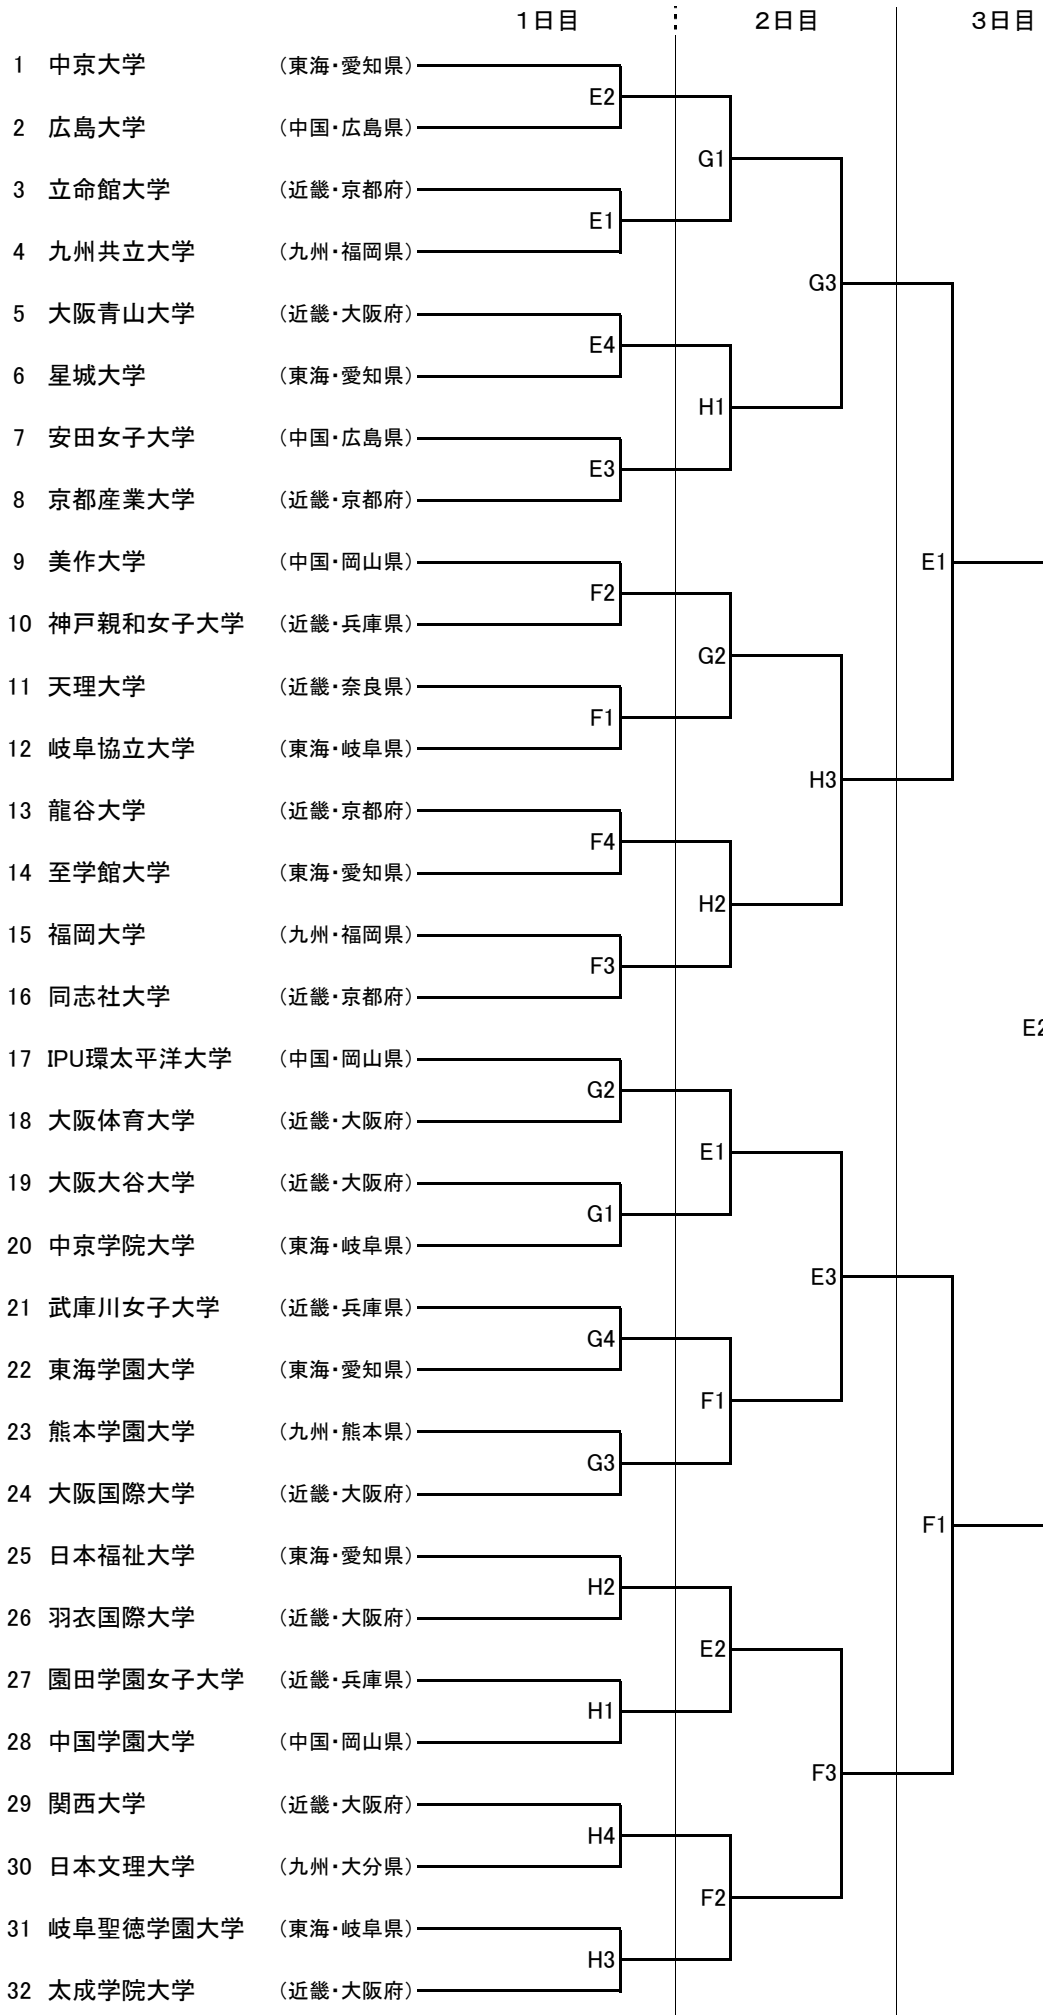 1日目 2日目 3日目
1 中京大学 （東海・愛知県）
E2
2 広島大学 （中国・広島県）
G1
3 立命館大学 （近畿・京都府）
E1
4 九州共立大学 （九州・福岡県）
G3
5 大阪青山大学 （近畿・大阪府）
E4
6 星城大学 （東海・愛知県）
H1
7 安田女子大学 （中国・広島県）
E3
8 京都産業大学 （近畿・京都府）
9 美作大学 （中国・岡山県） E1
F2
10 神戸親和女子大学 （近畿・兵庫県）
G2
11 天理大学 （近畿・奈良県）
F1
12 岐阜協立大学 （東海・岐阜県）
H3
13 龍谷大学 （近畿・京都府）
F4
14 至学館大学 （東海・愛知県）
H2
15 福岡大学 （九州・福岡県）
F3
16 同志社大学 （近畿・京都府）
E2
17 IPU環太平洋大学 （中国・岡山県）
G2
18 大阪体育大学 （近畿・大阪府）
E1
19 大阪大谷大学 （近畿・大阪府）
G1
20 中京学院大学 （東海・岐阜県）
E3
21 武庫川女子大学 （近畿・兵庫県）
G4
22 東海学園大学 （東海・愛知県）
F1
23 熊本学園大学 （九州・熊本県）
G3
24 大阪国際大学 （近畿・大阪府）
F1
25 日本福祉大学 （東海・愛知県）
H2
26 羽衣国際大学 （近畿・大阪府）
E2
27 園田学園女子大学 （近畿・兵庫県）
H1
28 中国学園大学 （中国・岡山県）
F3
29 関西大学 （近畿・大阪府）
H4
30 日本文理大学 （九州・大分県）
F2
31 岐阜聖徳学園大学 （東海・岐阜県）
H3
32 太成学院大学 （近畿・大阪府）